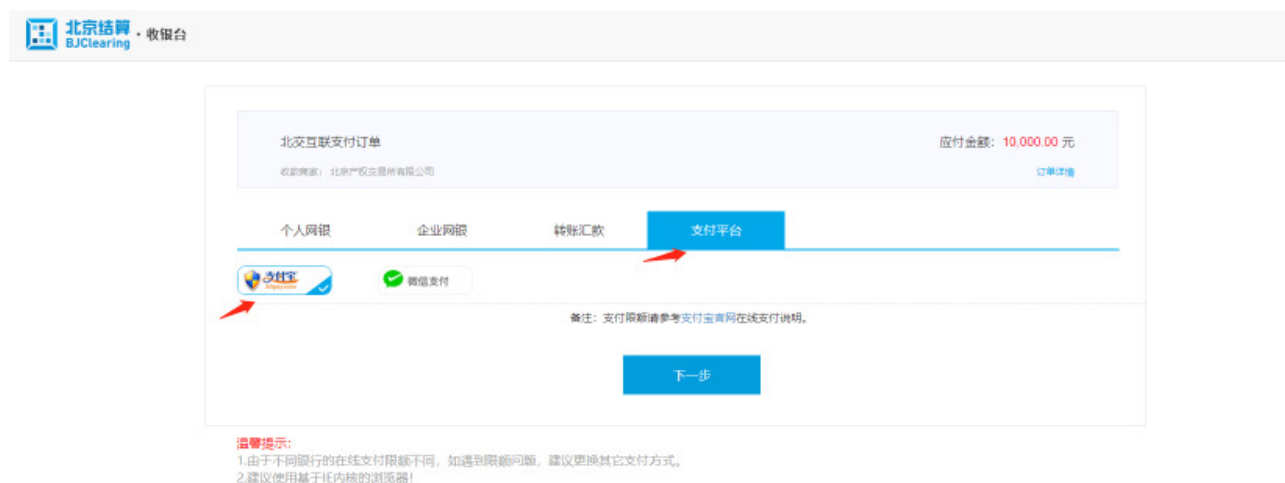 北京结算·收银台
BJClearing
北交互联支付订单
应付金额：10,000.00 元
收款商家：北京产权交易所有限公司
订单详情
个人网银 企业网银 转账汇款 支付平台
支付宝 微信支付
备注：支付限额请参考支付宝官网在线支付说明。
下一步
温馨提示：
1.由于不同银行的在线支付限额不同，如遇到限额问题，建议更换其它支付方式。
2.建议使用基于IE内核的浏览器！